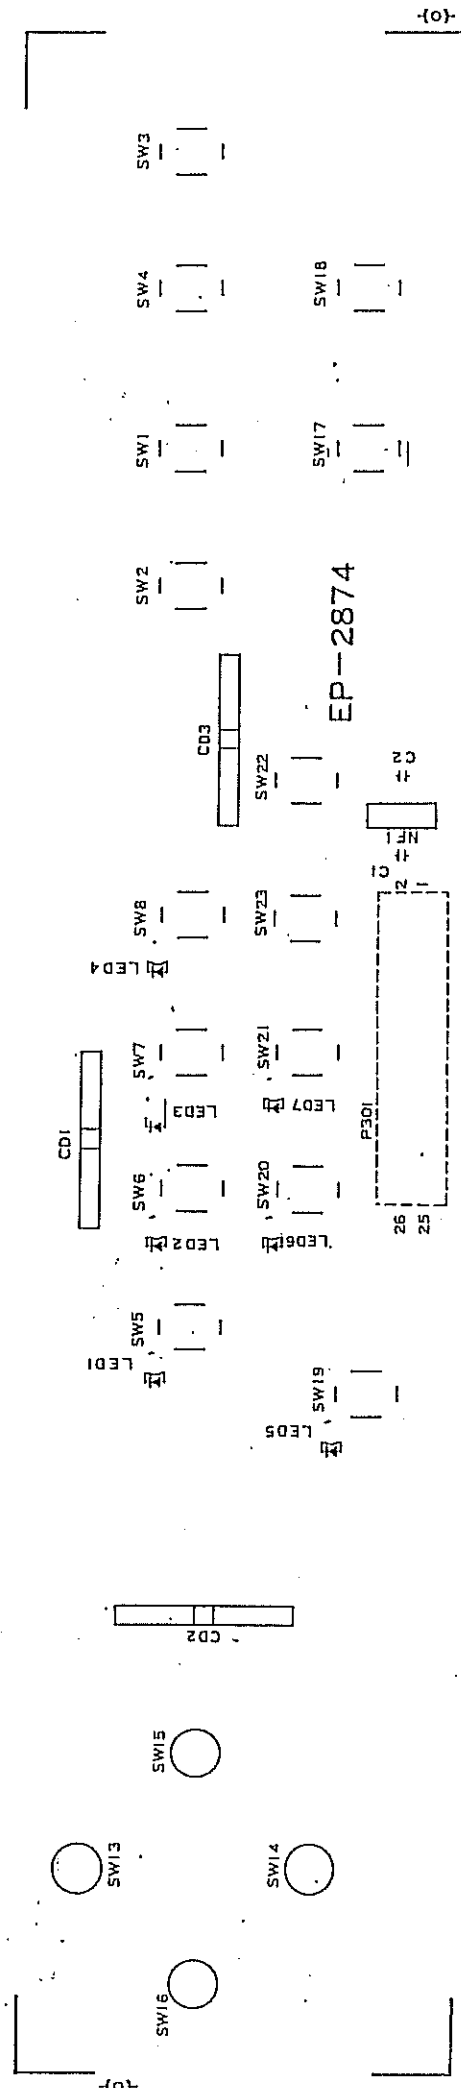 -{O}-
SW3
SW4
SW18
SW1
SW17
SW2
EP-2874
CD3
SW22
C2
NF1
C1
SW8
SW23
2
1
LED4
SW7
SW21
CD1
LED3
LED7
P301
SW6
SW20
LED2
LED6
26
25
SW5
LED1
SW19
LED5
CD2
SW15
SW13
SW14
SW16
-{O}-